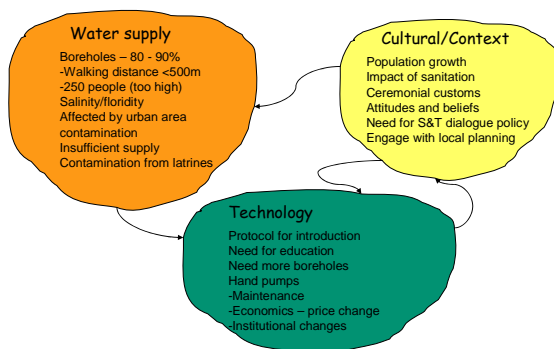 Water supply
Boreholes – 80 - 90%
-Walking distance <500m
-250 people (too high)
Salinity/floridity
Affected by urban area
contamination
Insufficient supply
Contamination from latrines
Cultural/Context
Population growth
Impact of sanitation
Ceremonial customs
Attitudes and beliefs
Need for S&T dialogue policy
Engage with local planning
Technology
Protocol for introduction
Need for education
Need more boreholes
Hand pumps
-Maintenance
-Economics – price change
-Institutional changes